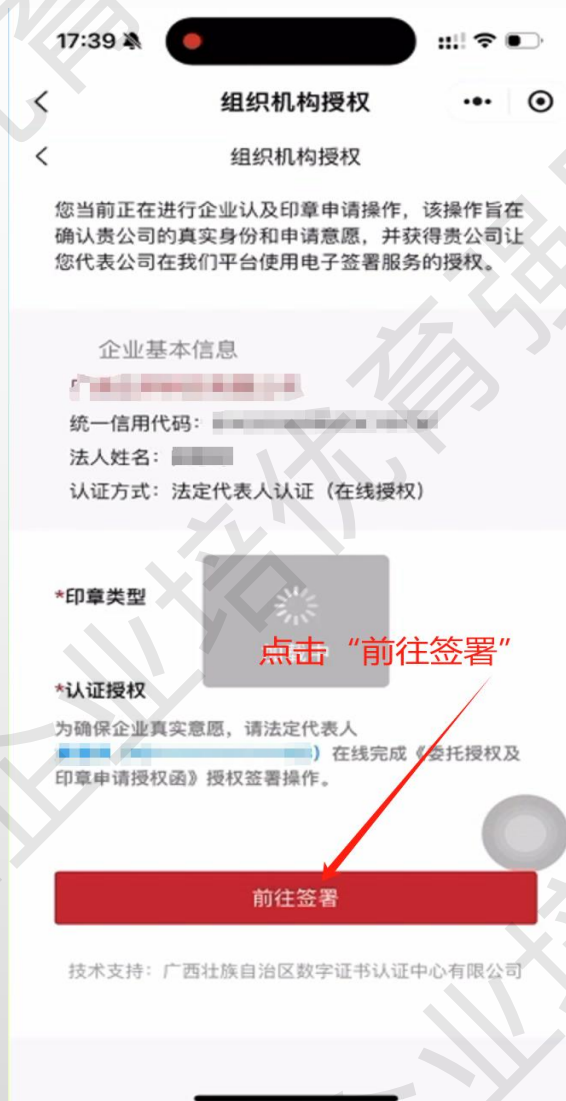 17:39
组织机构授权
组织机构授权
您当前正在进行企业认及印章申请操作，该操作旨在
确认贵公司的真实身份和申请意愿，并获得贵公司让
您代表公司在我们平台使用电子签署服务的授权。
企业基本信息
统一信用代码：
法人姓名：
认证方式：法定代表人认证（在线授权）
*印章类型
点击“前往签署”
*认证授权
为确保企业真实意愿，请法定代表人
）在线完成《委托授权及
印章申请授权函》授权签署操作。
前往签署
技术支持：广西壮族自治区数字证书认证中心有限公司